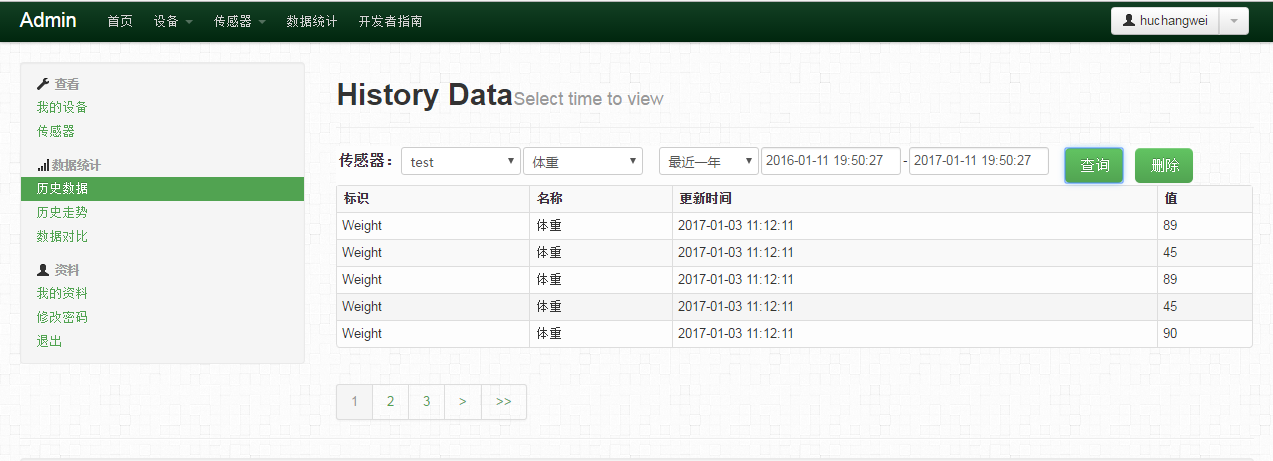 Admin 首页 设备 传感器 数据统计 开发者指南 huchangwei
查看
我的设备
传感器
数据统计
历史数据
历史走势
数据对比
资料
我的资料
修改密码
退出
History Data Select time to view
传感器： test 体重 最近一年 2016-01-11 19:50:27 - 2017-01-11 19:50:27 查询 删除
标识 名称 更新时间 值
Weight 体重 2017-01-03 11:12:11 89
Weight 体重 2017-01-03 11:12:11 45
Weight 体重 2017-01-03 11:12:11 89
Weight 体重 2017-01-03 11:12:11 45
Weight 体重 2017-01-03 11:12:11 90
1 2 3 > >>